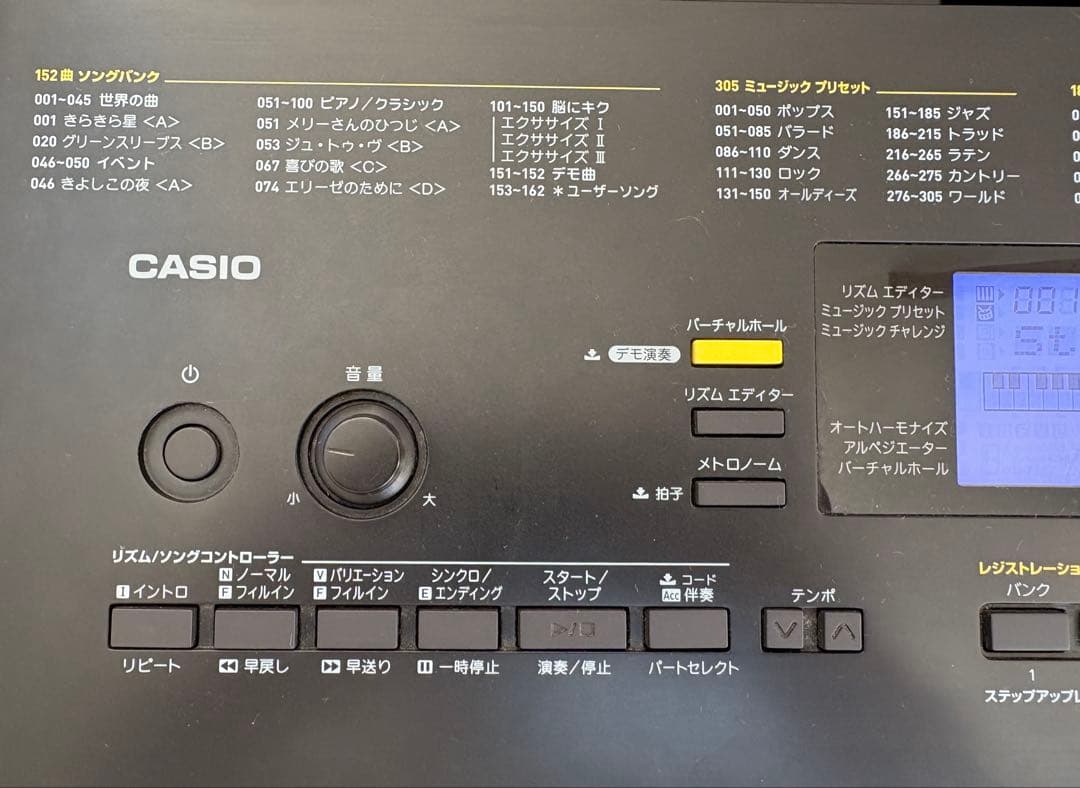 152曲 ソングバンク
001~045 世界の曲
001 きらきら星 <A>
020 グリーンスリーブス <B>
046~050 イベント
046 きよしこの夜 <A>
051~100 ピアノ／クラシック
051 メリーさんのひつじ <A>
053 ジュ・トゥ・ヴ <B>
067 喜びの歌 <C>
074 エリーゼのために <D>
101~150 脳にキク
エクササイズ Ⅰ
エクササイズ Ⅱ
エクササイズ Ⅲ
151~152 デモ曲
153~162 ＊ユーザーソング
305 ミュージック プリセット
001~050 ポップス
051~085 バラード
086~110 ダンス
111~130 ロック
131~150 オールディーズ
151~185 ジャズ
186~215 トラッド
216~265 ラテン
266~275 カントリー
276~305 ワールド
CASIO
音量
小
大
バーチャルホール
デモ演奏
リズム エディター
メトロノーム
拍子
リズム エディター
ミュージック プリセット
ミュージック チャレンジ
001
オートハーモナイズ
アルペジエーター
バーチャルホール
リズム/ソングコントローラー
I イントロ
N ノーマル
F フィルイン
V バリエーション
F フィルイン
シンクロ/
E エンディング
スタート/
ストップ
コード
Acc 伴奏
リピート
早戻し
早送り
一時停止
演奏/停止
パートセレクト
テンポ
レジストレーショ
バンク
1
ステップアップ